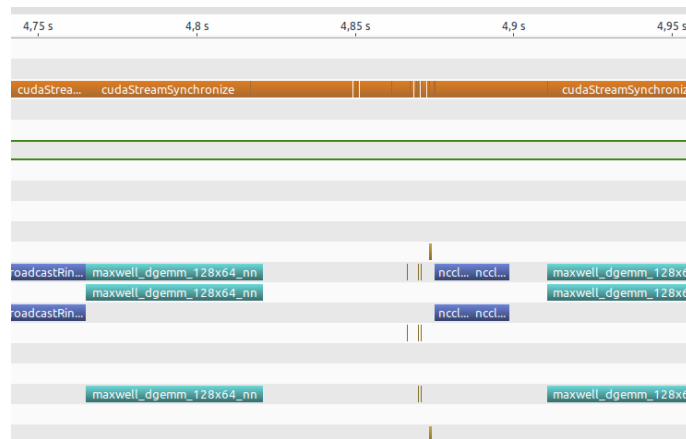 4,75 s 4,8 s 4,85 s 4,9 s 4,95 s
cudaStrea... cudaStreamSynchronize cudaStreamSynchroniz
roadcastRin... maxwell_dgemm_128x64_nn nccl... nccl... maxwell_dgemm_128x6
maxwell_dgemm_128x64_nn maxwell_dgemm_128x6
roadcastRin... nccl... nccl...
maxwell_dgemm_128x64_nn maxwell_dgemm_128x6